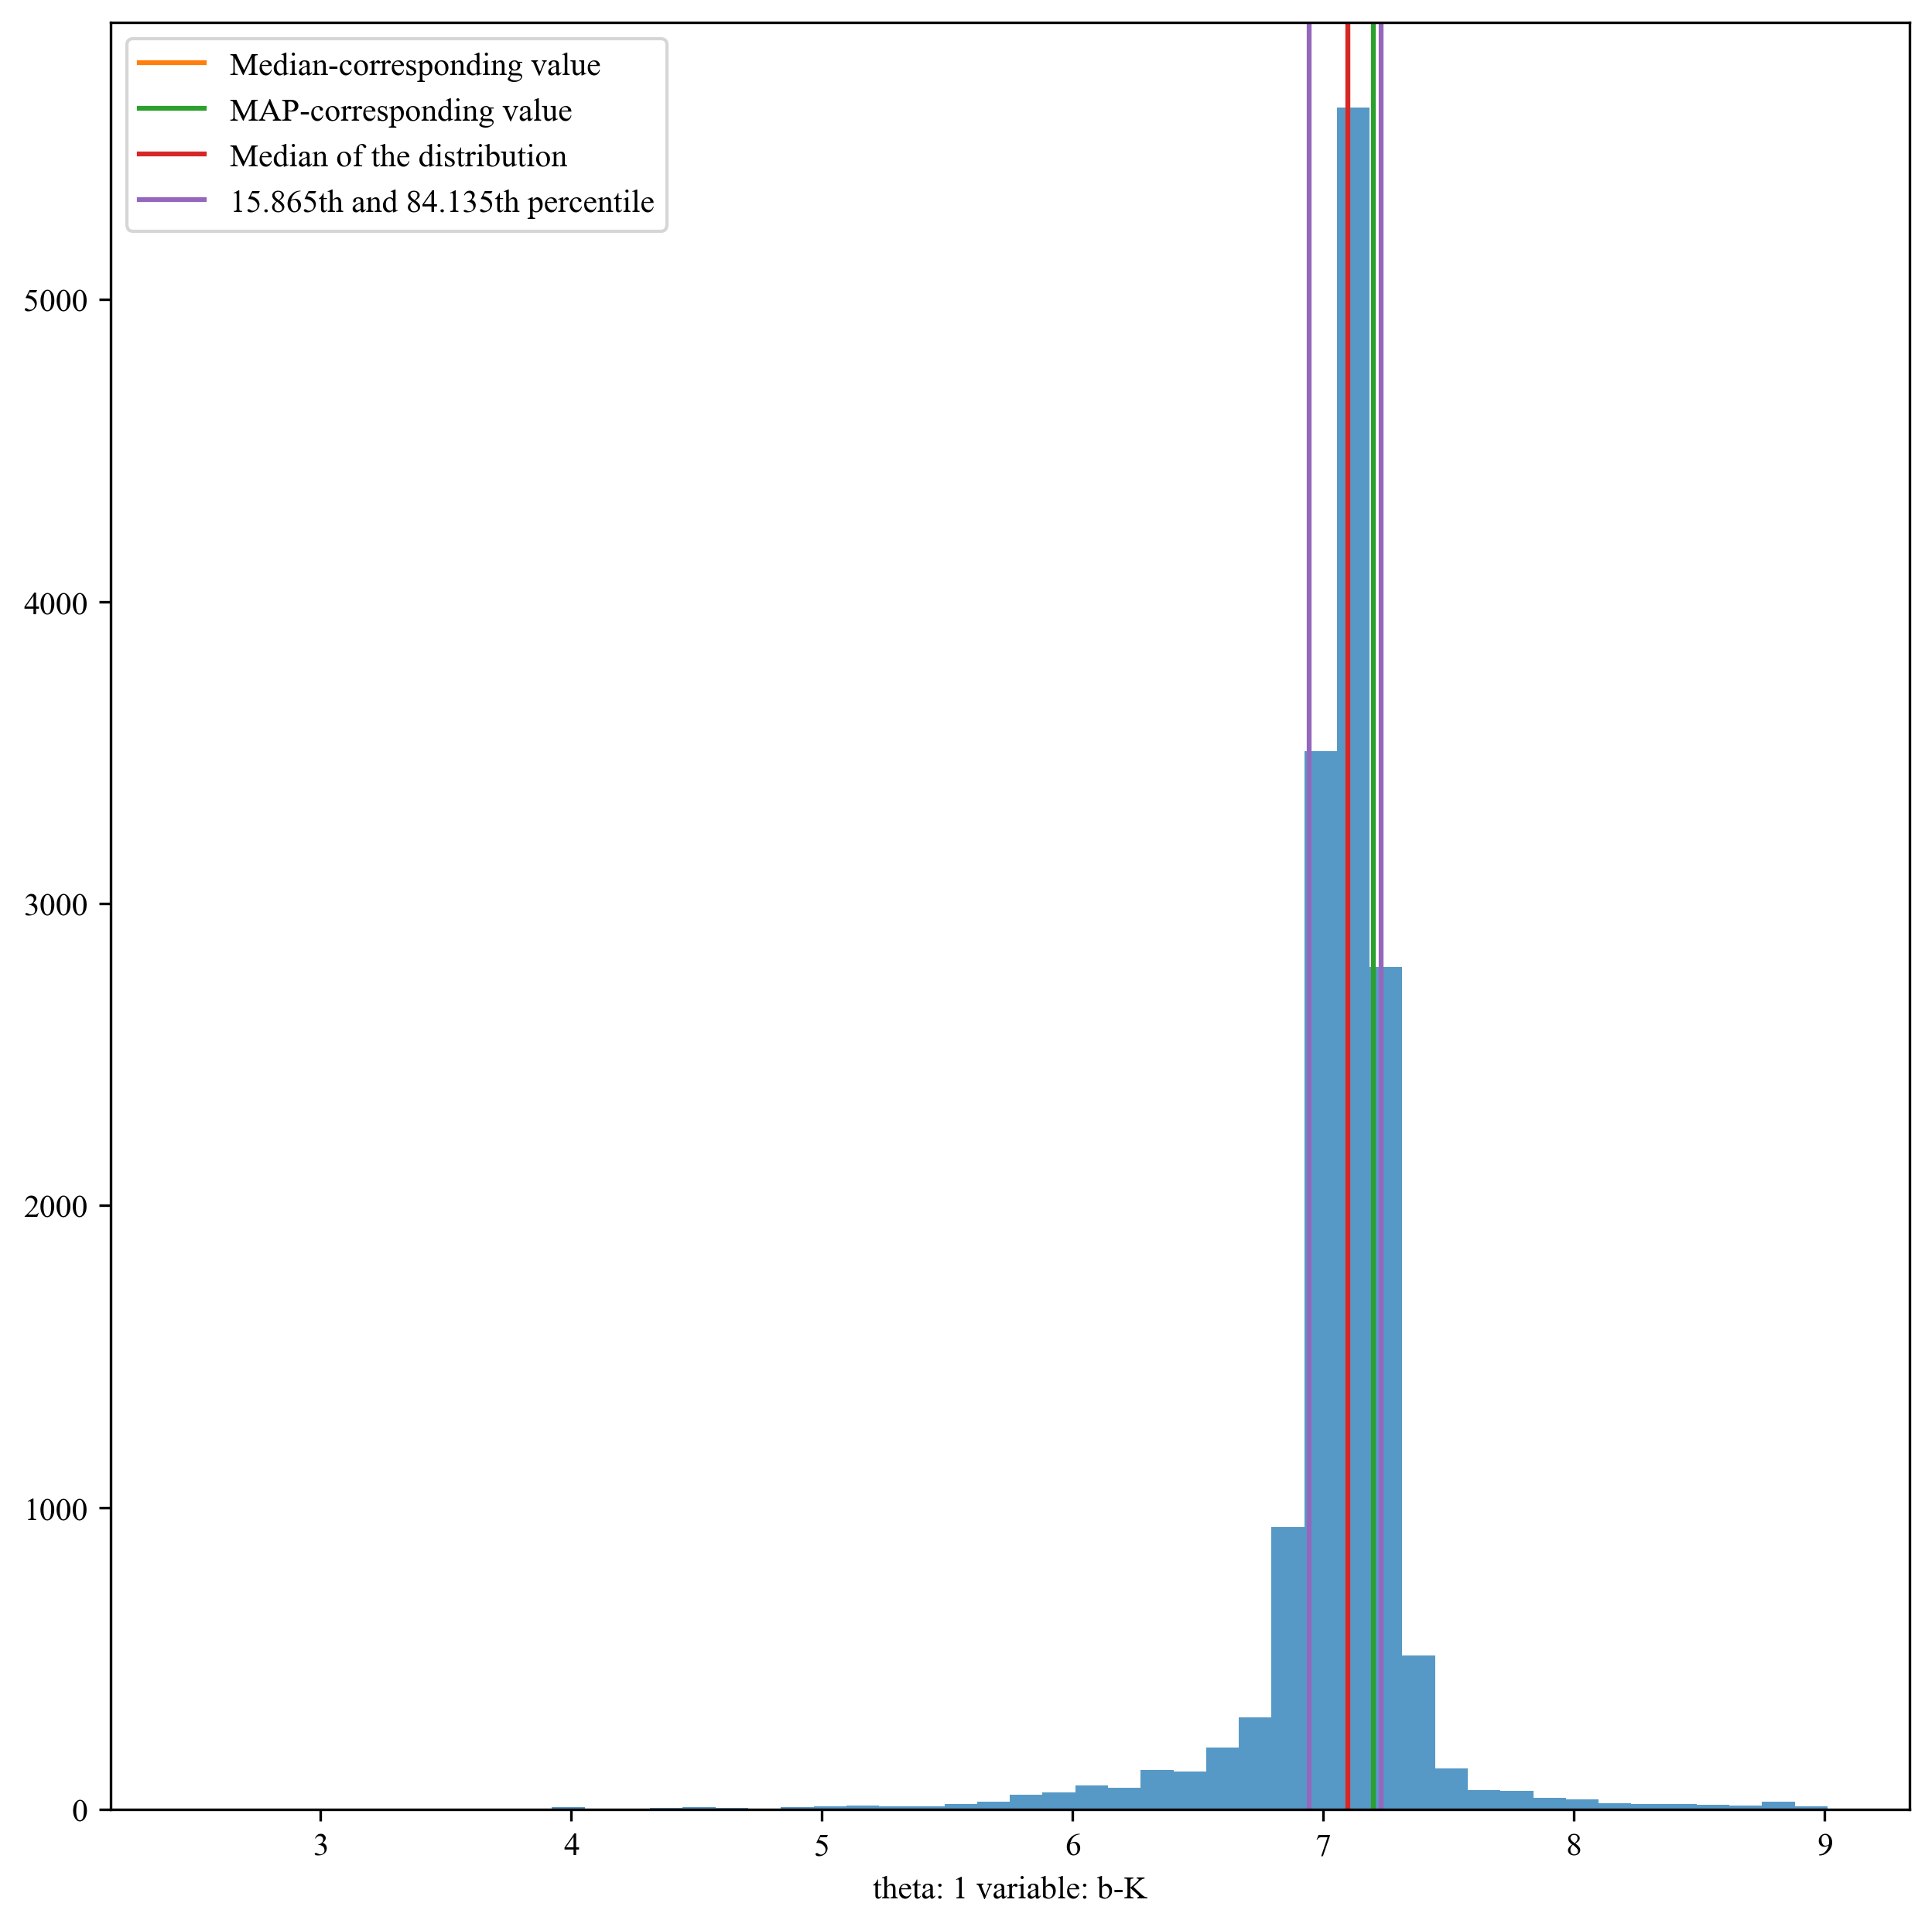 Median-corresponding value
MAP-corresponding value
Median of the distribution
15.865th and 84.135th percentile
5000
4000
3000
2000
1000
0
3 4 5 6 7 8 9
theta: 1 variable: b-K